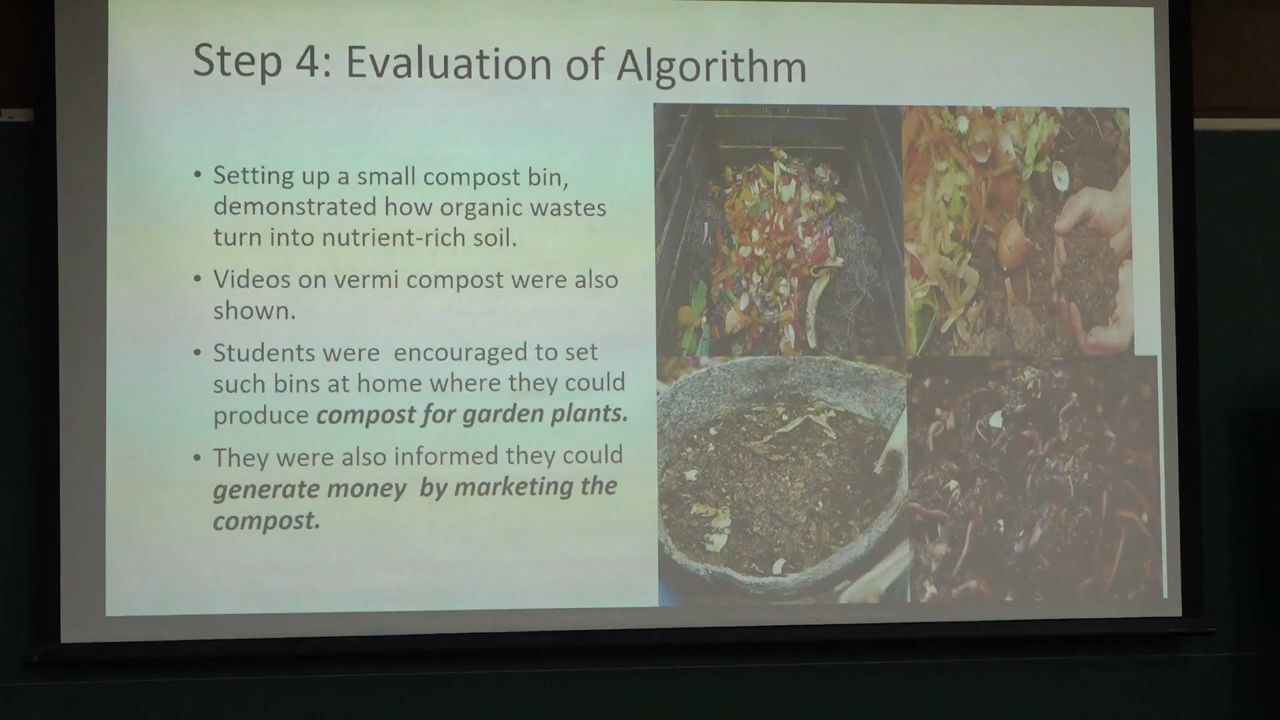 Step 4: Evaluation of Algorithm
• Setting up a small compost bin,
demonstrated how organic wastes
turn into nutrient-rich soil.
• Videos on vermi compost were also
shown.
• Students were encouraged to set
such bins at home where they could
produce compost for garden plants.
• They were also informed they could
generate money by marketing the
compost.